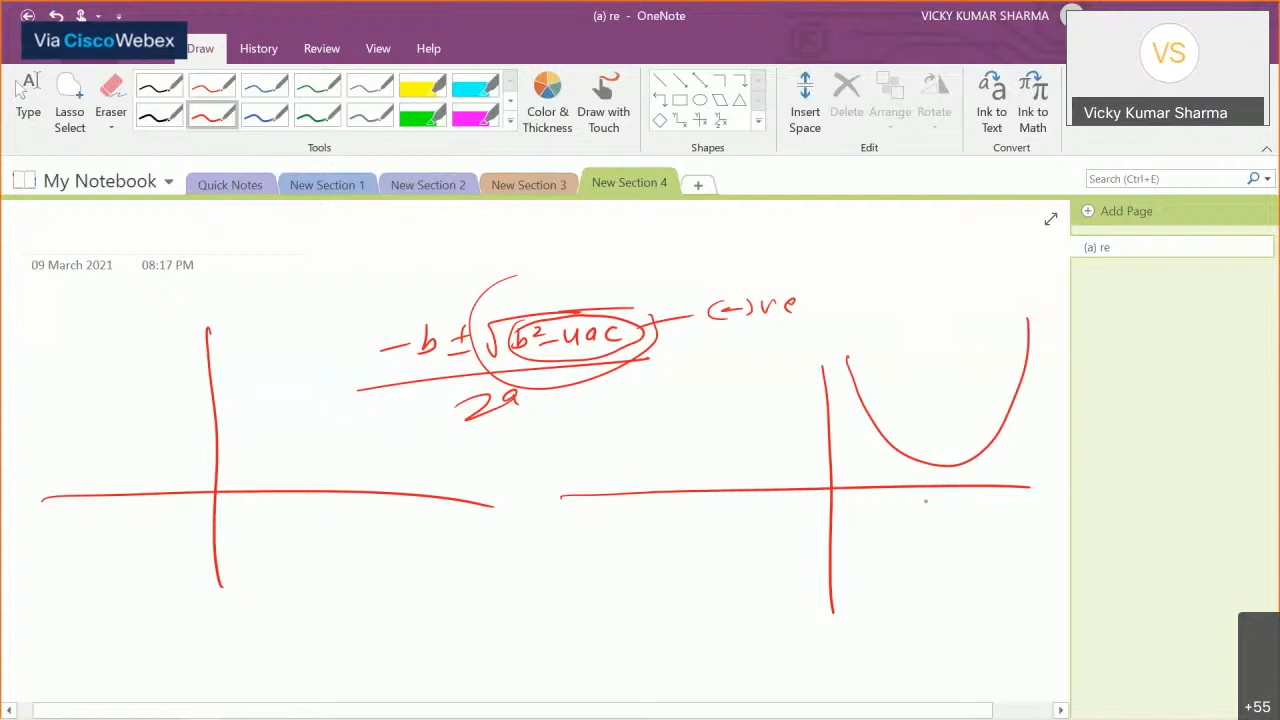 (a) re - OneNote
VICKY KUMAR SHARMA
Via Cisco Webex
Draw
History
Review
View
Help
VS
Vicky Kumar Sharma
Type
Lasso Select
Eraser
Color & Thickness
Draw with Touch
Insert Space
Delete
Arrange
Rotate
Ink to Text
Ink to Math
Tools
Shapes
Edit
Convert
My Notebook
Quick Notes
New Section 1
New Section 2
New Section 3
New Section 4
Search (Ctrl+E)
Add Page
(a) re
09 March 2021
08:17 PM
(-)ve
-b ± √b²-4ac
2a
+55